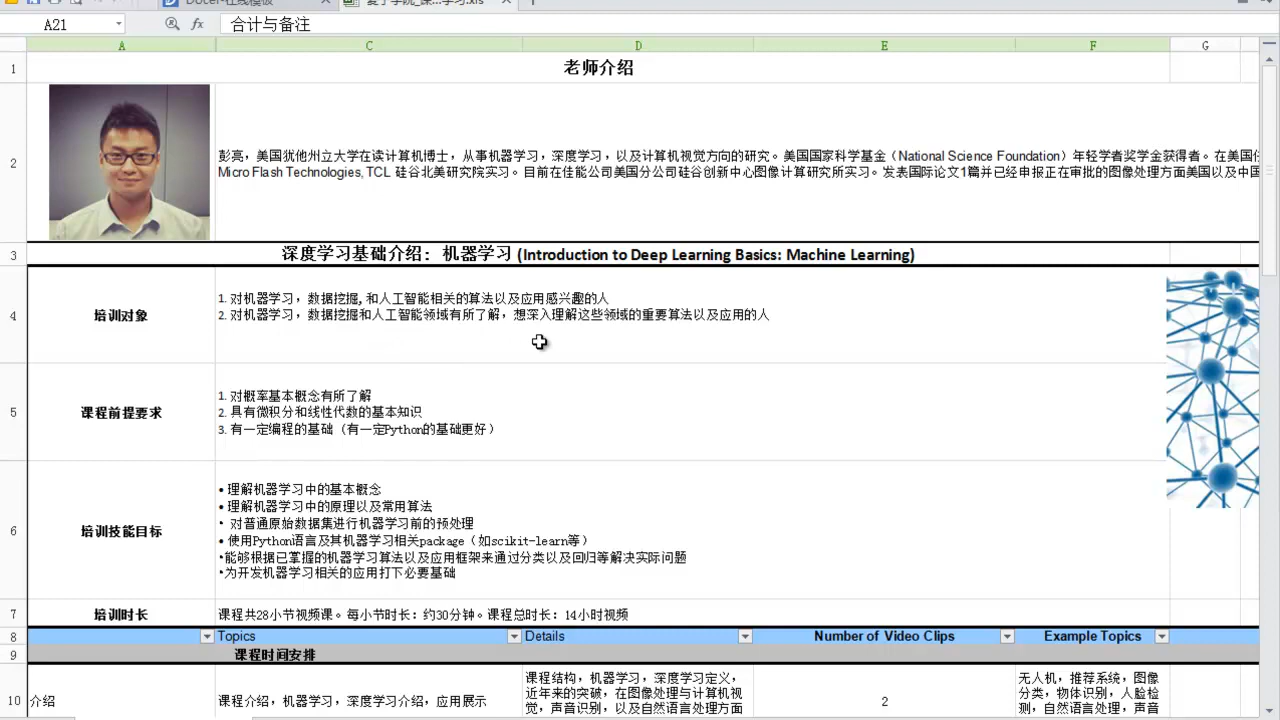 Docer-在线模板
A21
fx
合计与备注
A
C
D
E
F
G
1
老师介绍
2
彭亮，美国犹他州立大学在读计算机博士，从事机器学习，深度学习，以及计算机视觉方向的研究。美国国家科学基金（National Science Foundation）年轻学者奖学金获得者。在美国
Micro Flash Technologies, TCL 硅谷北美研究院实习。目前在佳能公司美国分公司硅谷创新中心图像计算研究所实习。发表国际论文1篇并已经申报正在审批的图像处理方面美国以及中国
3
深度学习基础介绍：机器学习 (Introduction to Deep Learning Basics: Machine Learning)
4
培训对象
1. 对机器学习，数据挖掘, 和人工智能相关的算法以及应用感兴趣的人
2. 对机器学习，数据挖掘和人工智能领域有所了解，想深入理解这些领域的重要算法以及应用的人
5
课程前提要求
1. 对概率基本概念有所了解
2. 具有微积分和线性代数的基本知识
3. 有一定编程的基础（有一定Python的基础更好）
6
培训技能目标
• 理解机器学习中的基本概念
• 理解机器学习中的原理以及常用算法
• 对普通原始数据集进行机器学习前的预处理
• 使用Python语言及其机器学习相关package（如scikit-learn等）
•能够根据已掌握的机器学习算法以及应用框架来通过分类以及回归等解决实际问题
•为开发机器学习相关的应用打下必要基础
7
培训时长
课程共28小节视频课。每小节时长：约30分钟。课程总时长：14小时视频
8
Topics
Details
Number of Video Clips
Example Topics
9
课程时间安排
10
介绍
课程介绍，机器学习，深度学习介绍，应用展示
课程结构，机器学习，深度学习定义，
近年来的突破，在图像处理与计算机视
觉，声音识别，以及自然语言处理方面
2
无人机，推荐系统，图像
分类，物体识别，人脸检
测，自然语言处理，声音